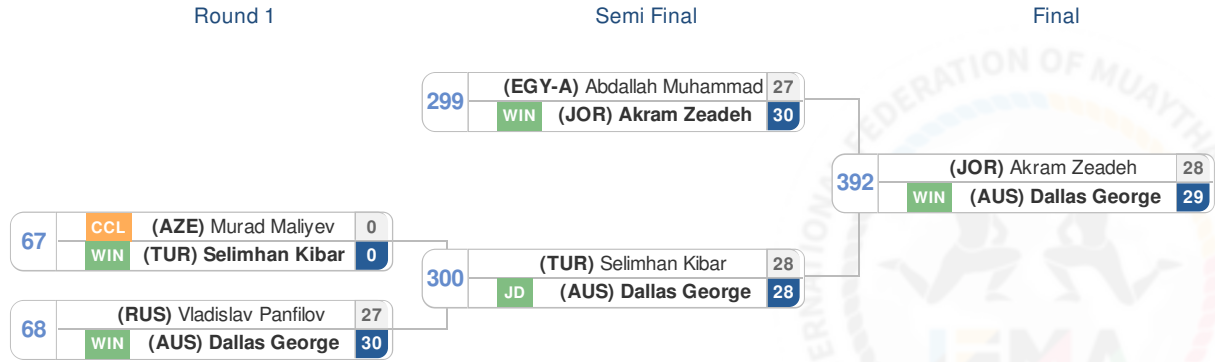 Round 1
Semi Final
Final
299
(EGY-A) Abdallah Muhammad 27
WIN (JOR) Akram Zeadeh 30
392
(JOR) Akram Zeadeh 28
WIN (AUS) Dallas George 29
67
CCL (AZE) Murad Maliyev 0
WIN (TUR) Selimhan Kibar 0
300
(TUR) Selimhan Kibar 28
JD (AUS) Dallas George 28
68
(RUS) Vladislav Panfilov 27
WIN (AUS) Dallas George 30
FEDERATION OF